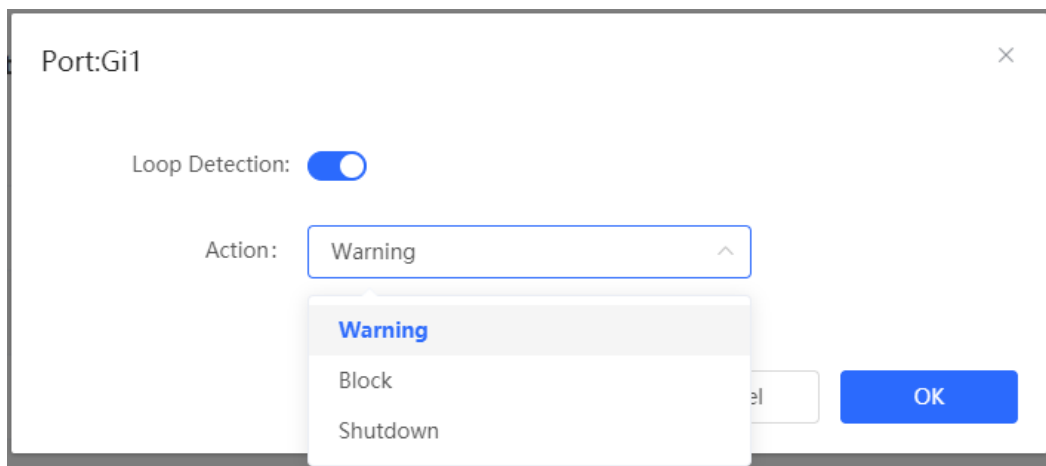 Port:Gi1
Loop Detection:
Action:
Warning
Warning
Block
Shutdown
OK